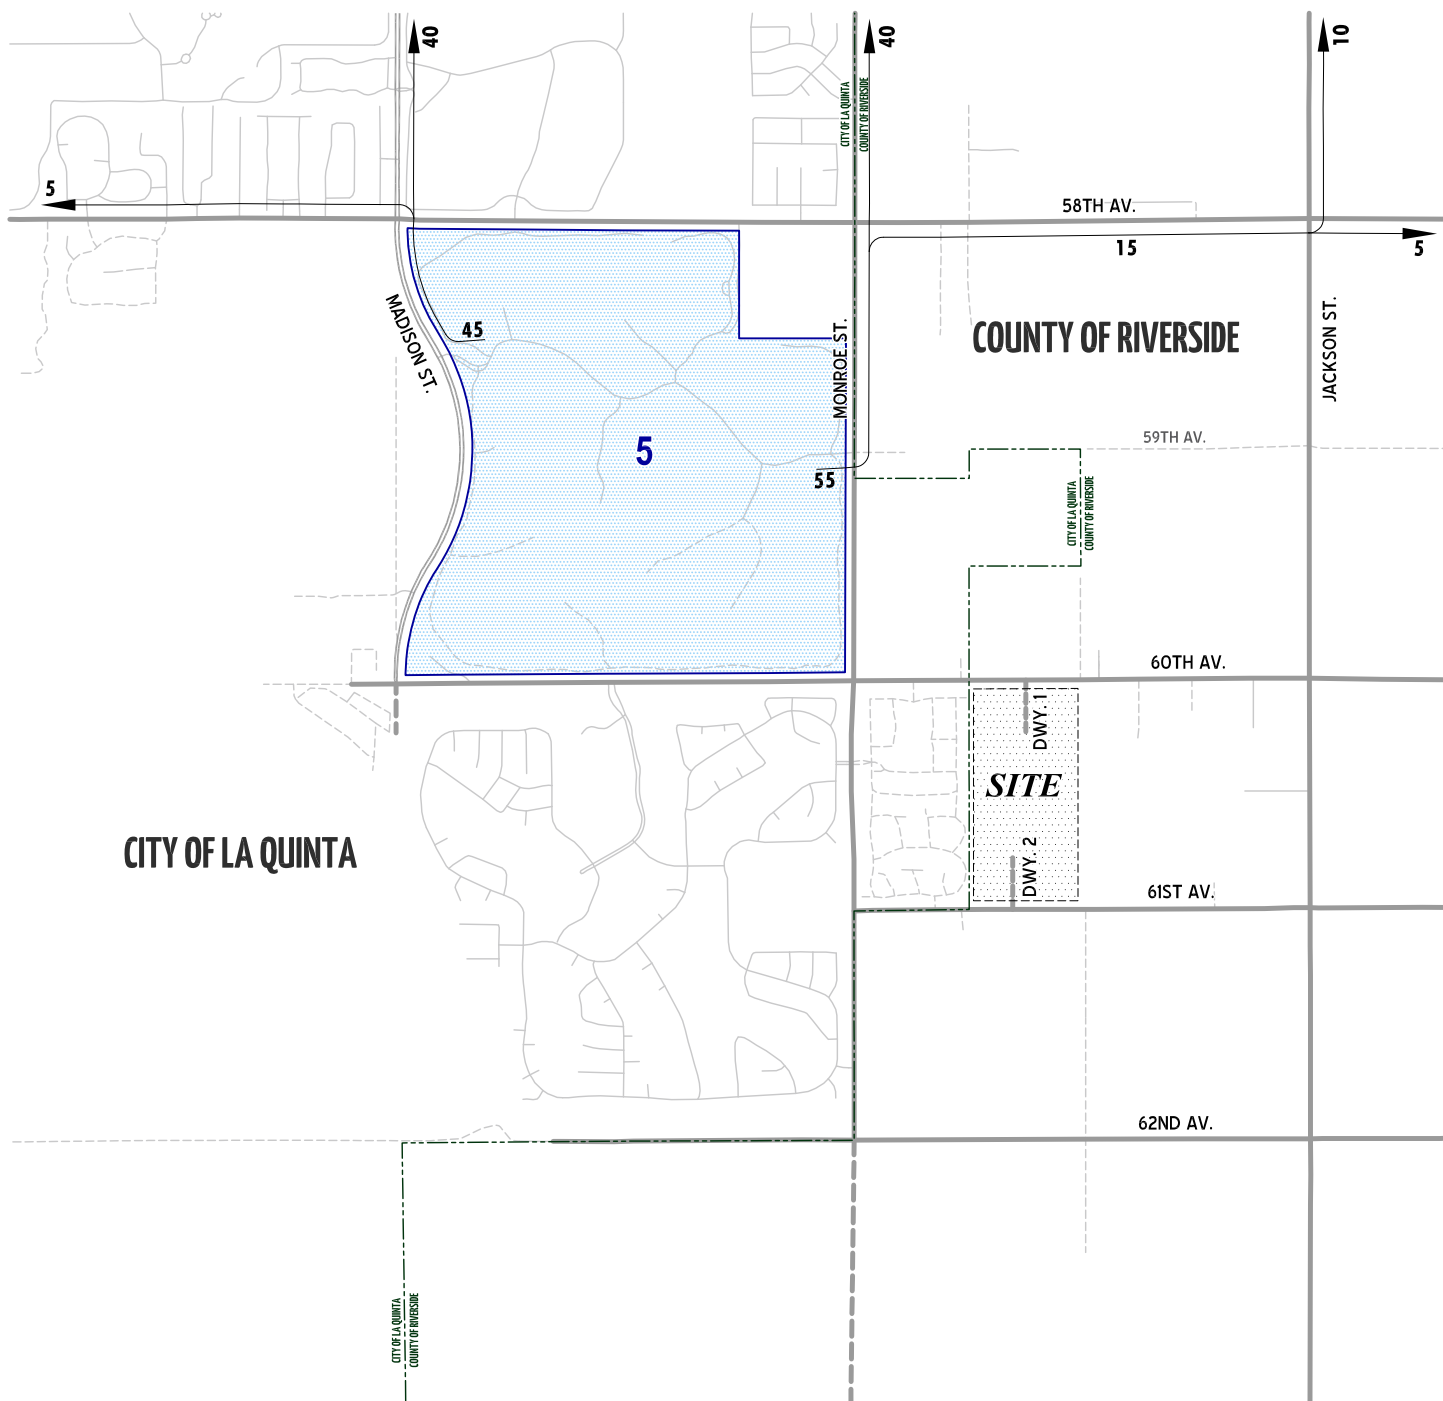 40
40
10
CITY OF LA QUINTA
COUNTY OF RIVERSIDE
5
58TH AV.
15
5
MADISON ST.
45
MONROE ST.
COUNTY OF RIVERSIDE
JACKSON ST.
59TH AV.
5
55
CITY OF LA QUINTA
COUNTY OF RIVERSIDE
60TH AV.
DWY. 1
SITE
CITY OF LA QUINTA
DWY. 2
61ST AV.
62ND AV.
CITY OF LA QUINTA
COUNTY OF RIVERSIDE